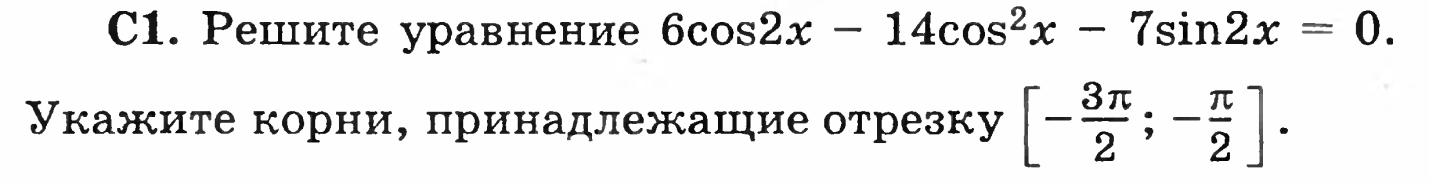 С1. Решите уравнение 6cos2x − 14cos²x − 7sin2x = 0.
Укажите корни, принадлежащие отрезку [−3π/2; −π/2].